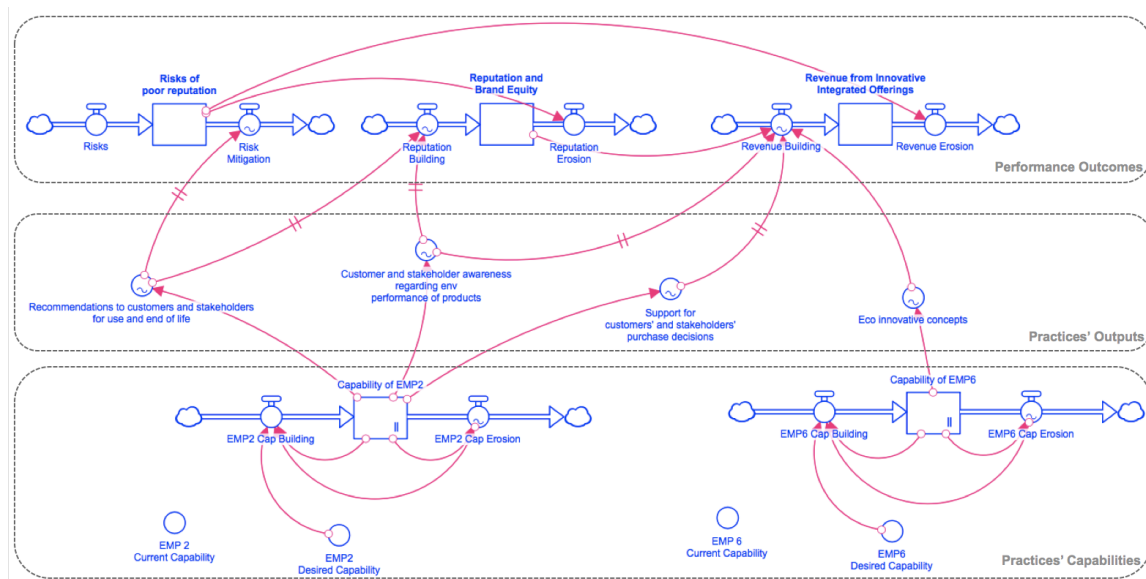 Risks of
poor reputation
Reputation and
Brand Equity
Revenue from Innovative
Integrated Offerings
Risks
Risk
Mitigation
Reputation
Building
Reputation
Erosion
Revenue Building
Revenue Erosion
Performance Outcomes
Recommendations to customers and stakeholders
for use and end of life
Customer and stakeholder awareness
regarding env
performance of products
Support for
customers' and stakeholders'
purchase decisions
Eco innovative concepts
Practices' Outputs
Capability of EMP2
EMP2 Cap Building
EMP2 Cap Erosion
Capability of EMP6
EMP6 Cap Building
EMP6 Cap Erosion
EMP 2
Current Capability
EMP2
Desired Capability
EMP 6
Current Capability
EMP6
Desired Capability
Practices' Capabilities